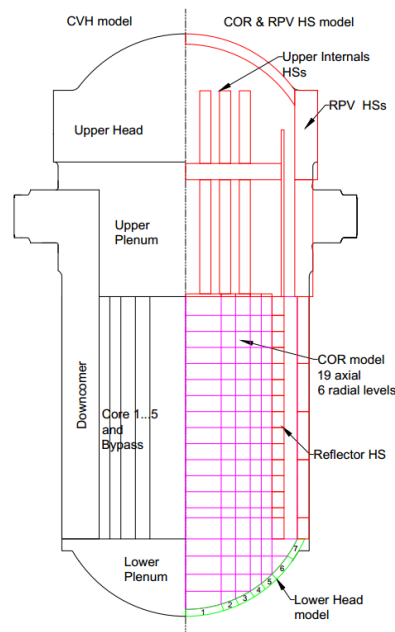 CVH model
COR & RPV HS model
Upper Internals
HSs
RPV HSs
Upper Head
Upper
Plenum
COR model
19 axial
6 radial levels
Downcomer
Core 1...5
and
Bypass
Reflector HS
Lower
Plenum
1
2
3
4
5
6
7
Lower Head
model